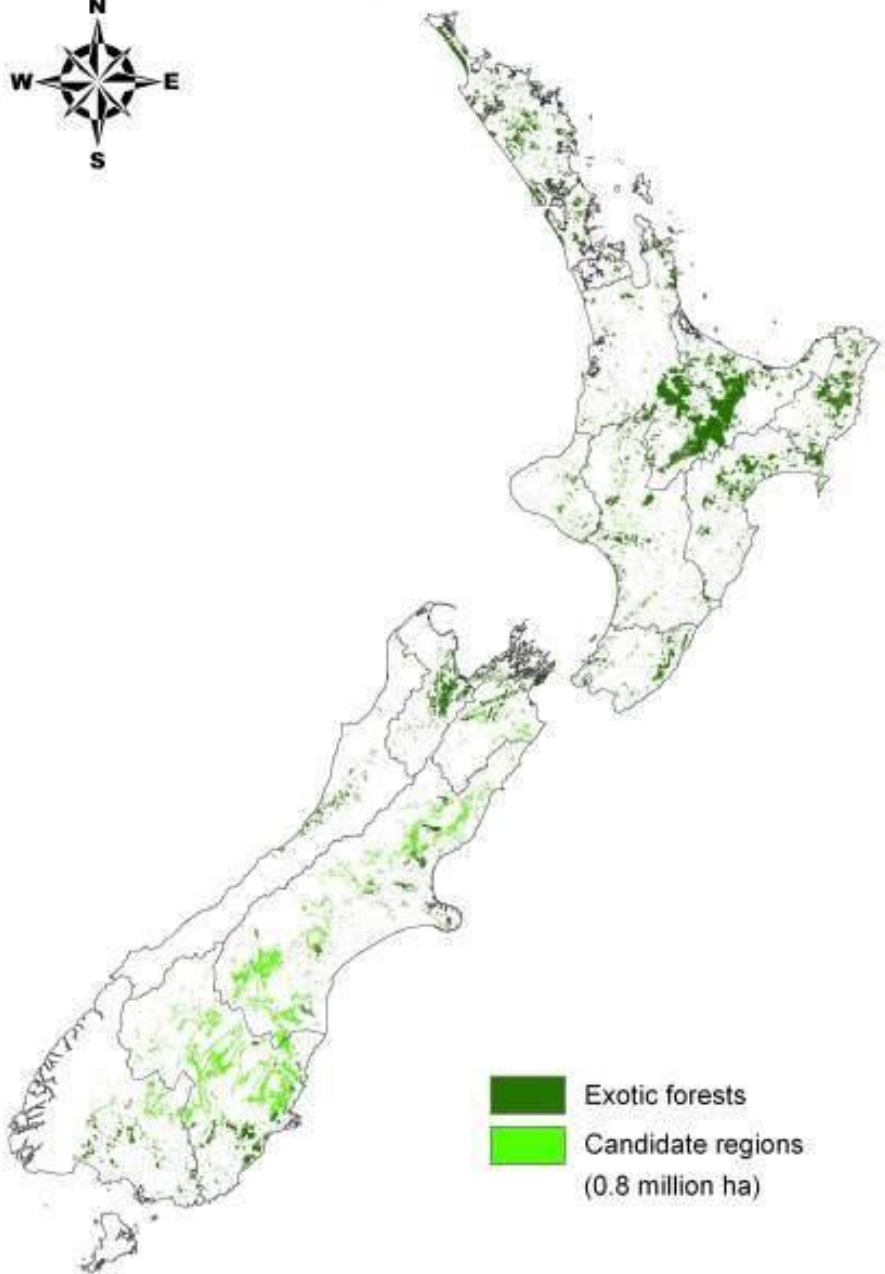 N
W E
S
Exotic forests
Candidate regions
(0.8 million ha)